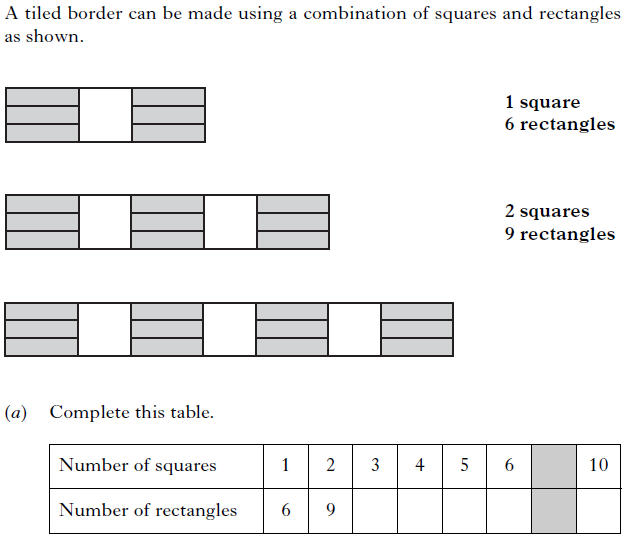 A tiled border can be made using a combination of squares and rectangles
as shown.
1 square
6 rectangles
2 squares
9 rectangles
(a) Complete this table.
Number of squares 1 2 3 4 5 6 10
Number of rectangles 6 9